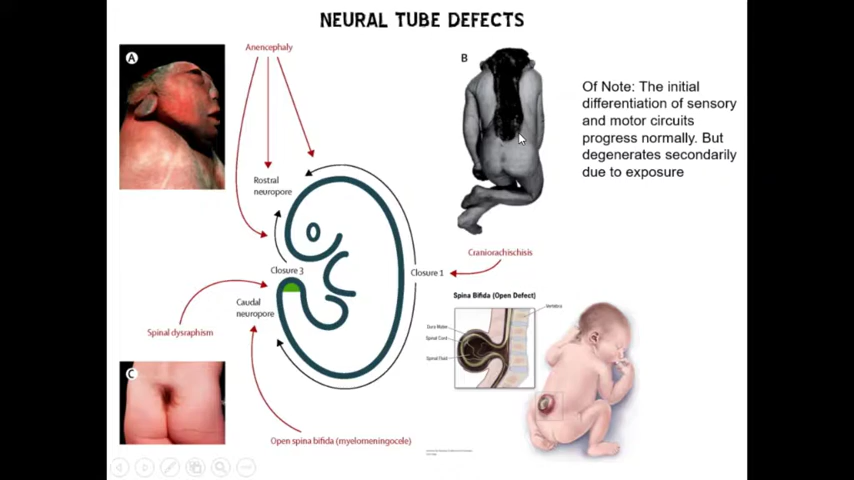 NEURAL TUBE DEFECTS
Anencephaly
A
B
Of Note: The initial
differentiation of sensory
and motor circuits
progress normally. But
degenerates secondarily
due to exposure
Rostral
neuropore
Craniorachischisis
Closure 3
Closure 1
Caudal
neuropore
Spinal dysraphism
Spina Bifida (Open Defect)
Vertebra
Dura Mater
Spinal Cord
Spinal Fluid
C
Open spina bifida (myelomeningocele)